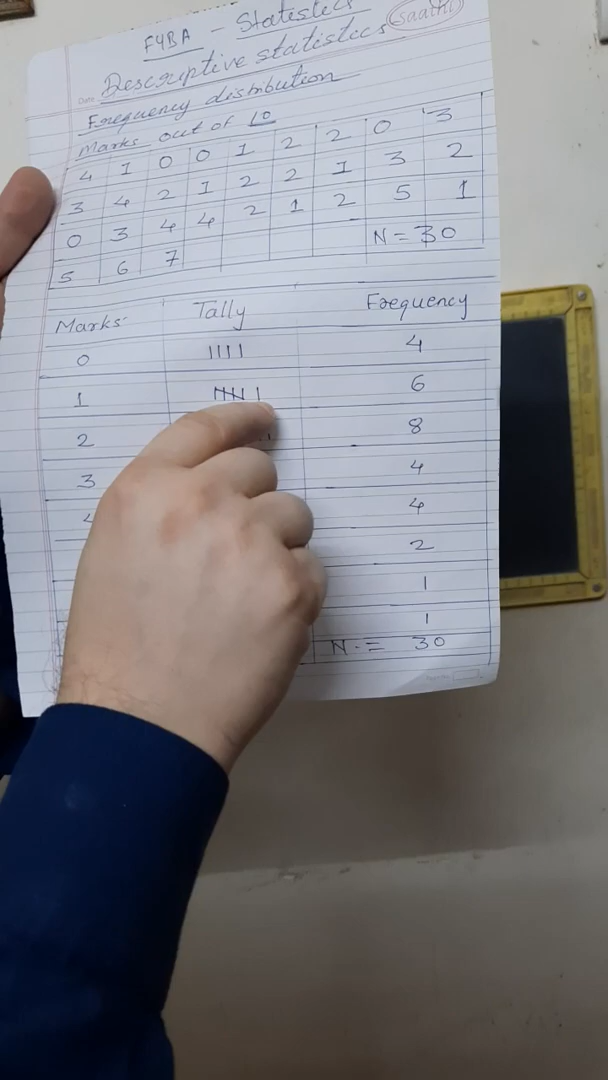 FYBA - Statistics
saathi
Descriptive statistics
Frequency distribution
Marks out of 10
4 1 0 0 1 2 2 0 3
3 4 2 1 2 2 1 3 2
0 3 4 4 2 1 2 5 1
5 6 7 N = 30
Marks Tally Frequency
0 |||| 4
1 6
2 8
3 4
4
2
1
1
N = 30